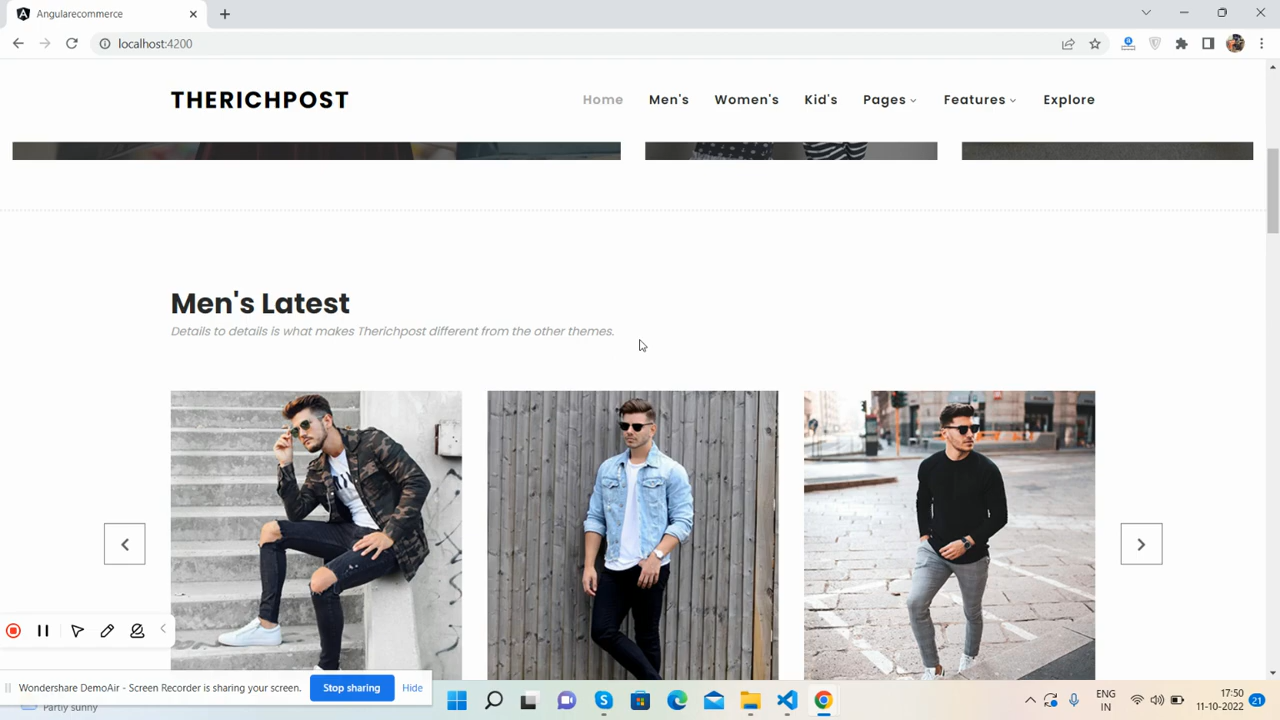 Angularecommerce
localhost:4200
THERICHPOST
Home Men's Women's Kid's Pages Features Explore
Men's Latest
Details to details is what makes Therichpost different from the other themes.
Wondershare DemoAir - Screen Recorder is sharing your screen. Stop sharing Hide
Partly sunny
ENG
IN
17:50
11-10-2022
21